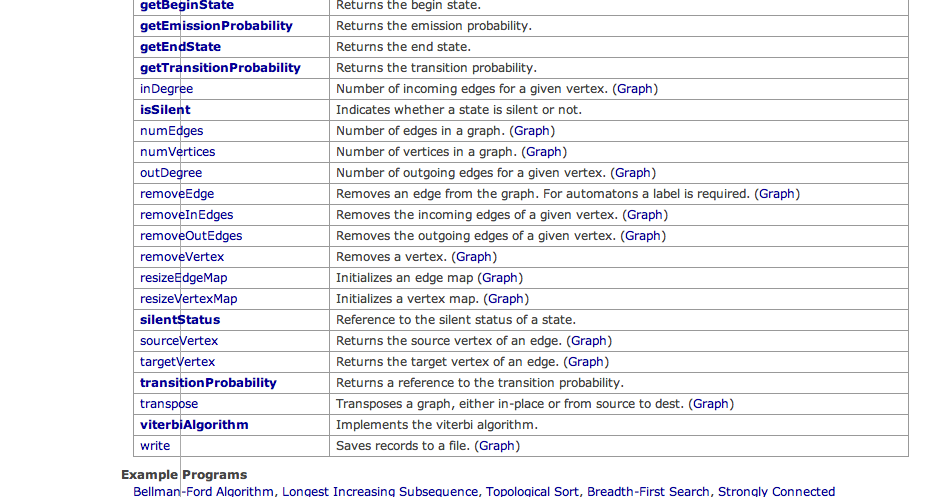 getBeginState Returns the begin state.
getEmissionProbability Returns the emission probability.
getEndState Returns the end state.
getTransitionProbability Returns the transition probability.
inDegree Number of incoming edges for a given vertex. (Graph)
isSilent Indicates whether a state is silent or not.
numEdges Number of edges in a graph. (Graph)
numVertices Number of vertices in a graph. (Graph)
outDegree Number of outgoing edges for a given vertex. (Graph)
removeEdge Removes an edge from the graph. For automatons a label is required. (Graph)
removeInEdges Removes the incoming edges of a given vertex. (Graph)
removeOutEdges Removes the outgoing edges of a given vertex. (Graph)
removeVertex Removes a vertex. (Graph)
resizeEdgeMap Initializes an edge map (Graph)
resizeVertexMap Initializes a vertex map. (Graph)
silentStatus Reference to the silent status of a state.
sourceVertex Returns the source vertex of an edge. (Graph)
targetVertex Returns the target vertex of an edge. (Graph)
transitionProbability Returns a reference to the transition probability.
transpose Transposes a graph, either in-place or from source to dest. (Graph)
viterbiAlgorithm Implements the viterbi algorithm.
write Saves records to a file. (Graph)
Example Programs
Bellman-Ford Algorithm, Longest Increasing Subsequence, Topological Sort, Breadth-First Search, Strongly Connected